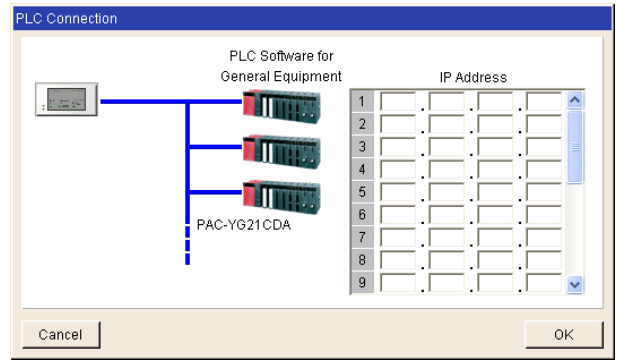 PLC Connection
PLC Software for
General Equipment
IP Address
1 . . .
2 . . .
3 . . .
4 . . .
5 . . .
6 . . .
PAC-YG21CDA
7 . . .
8 . . .
9 . . .
Cancel
OK